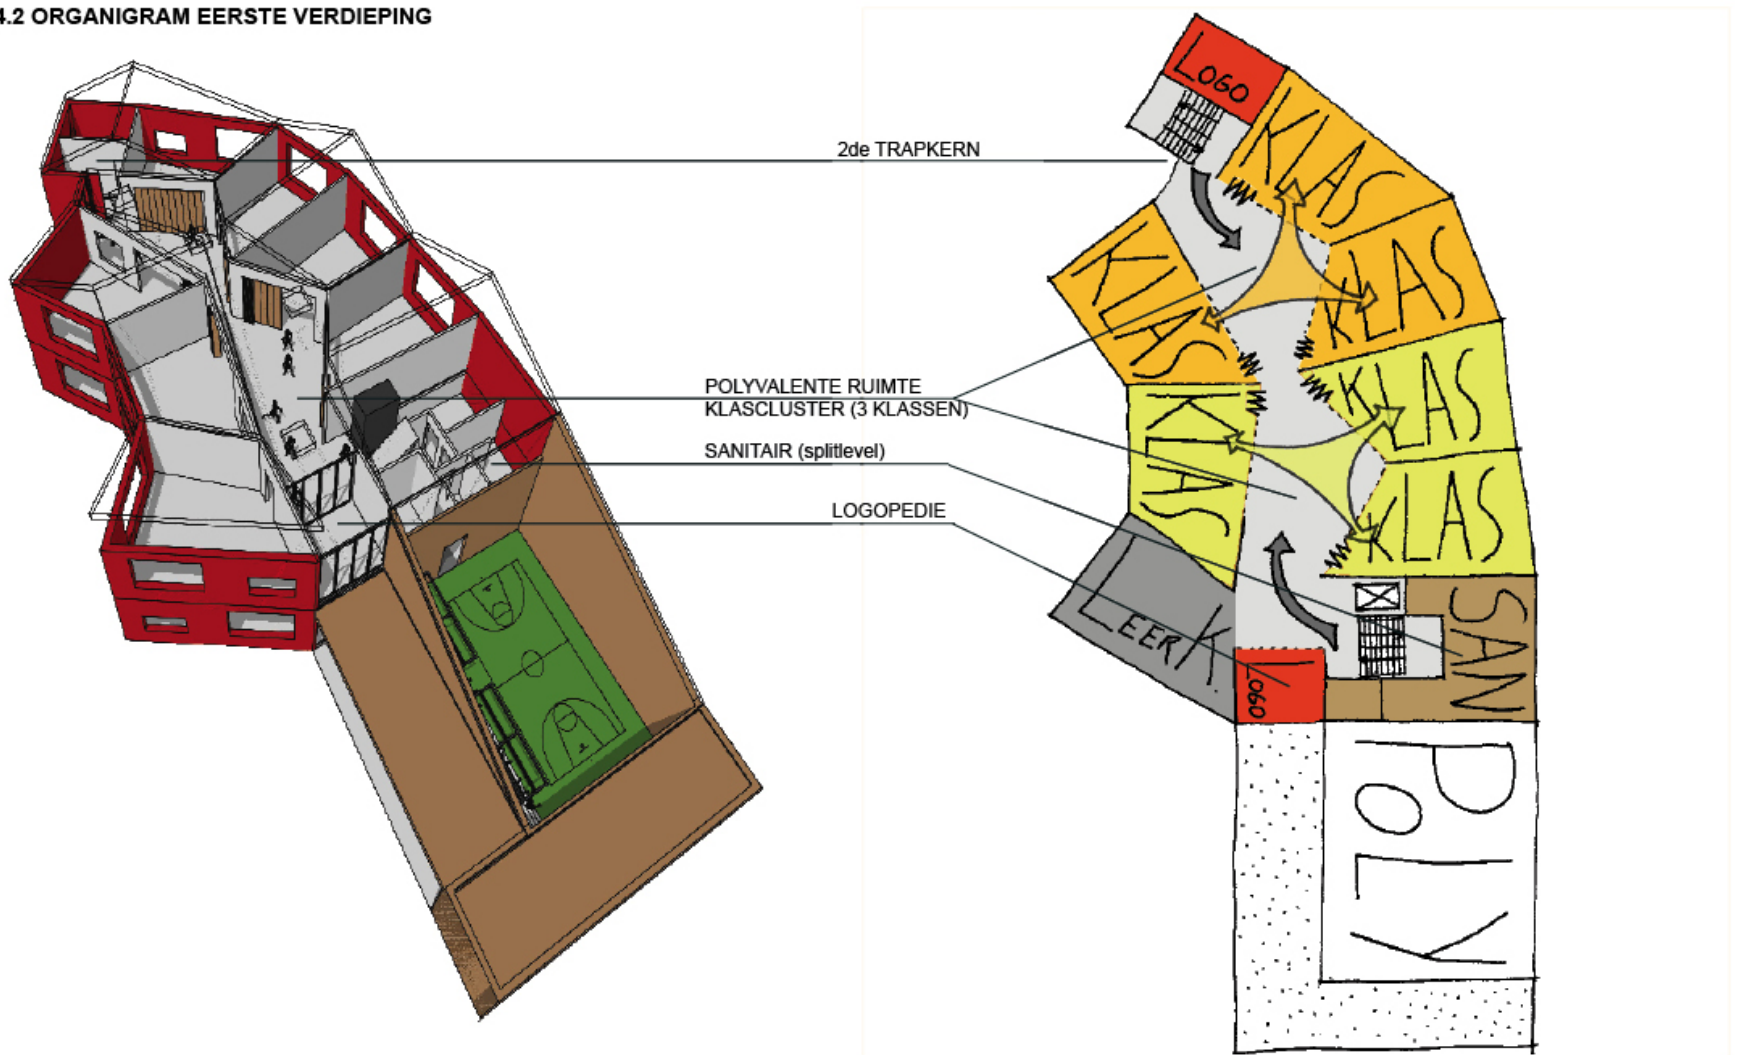 4.2 ORGANIGRAM EERSTE VERDIEPING
2de TRAPKERN
POLYVALENTE RUIMTE
KLASCLUSTER (3 KLASSEN)
SANITAIR (splitlevel)
LOGOPEDIE
LOGO
KLAS
KLAS
KLAS
KLAS
KLAS
KLAS
LEER K.
LOGO
SAN
POLY